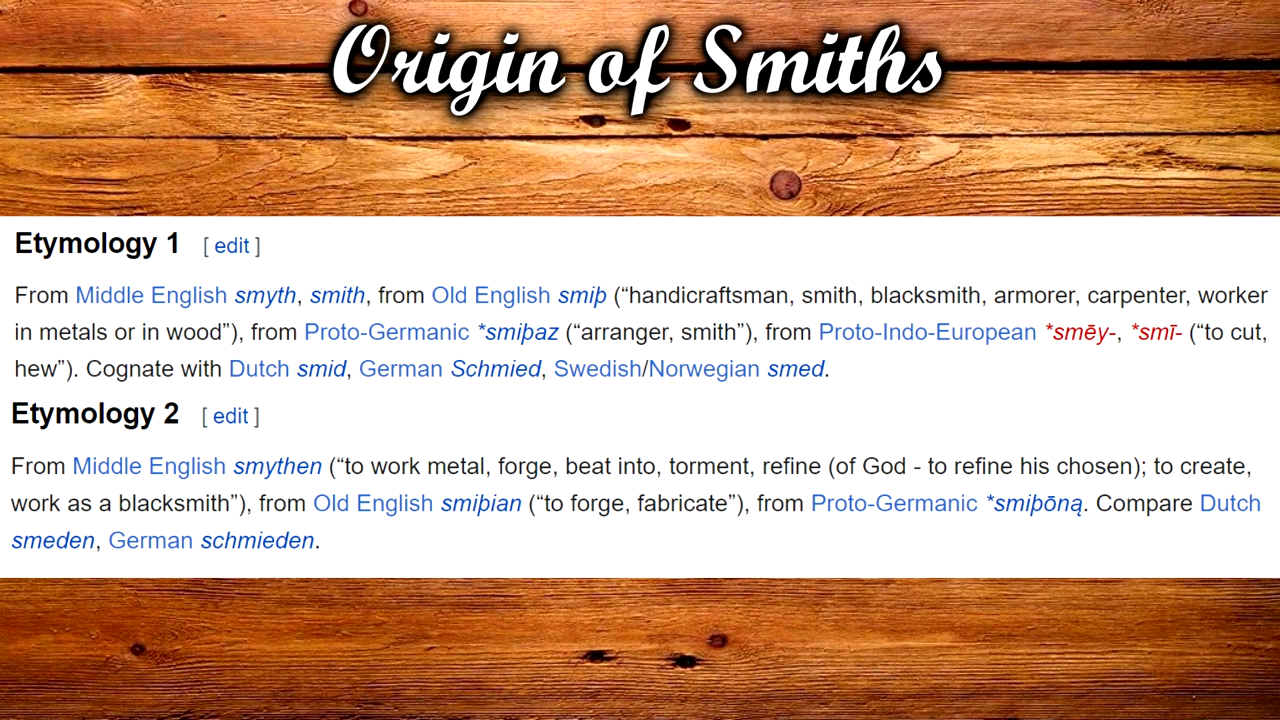 Origin of Smiths
Etymology 1 [ edit ]
From Middle English smyth, smith, from Old English smiþ (“handicraftsman, smith, blacksmith, armorer, carpenter, worker
in metals or in wood”), from Proto-Germanic *smiþaz (“arranger, smith”), from Proto-Indo-European *smēy-, *smī- (“to cut,
hew”). Cognate with Dutch smid, German Schmied, Swedish/Norwegian smed.
Etymology 2 [ edit ]
From Middle English smythen (“to work metal, forge, beat into, torment, refine (of God - to refine his chosen); to create,
work as a blacksmith”), from Old English smiþian (“to forge, fabricate”), from Proto-Germanic *smiþōną. Compare Dutch
smeden, German schmieden.